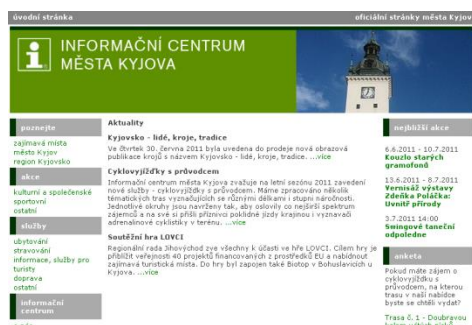 úvodní stránka
oficiální stránky města Kyjov
INFORMAČNÍ CENTRUM
MĚSTA KYJOVA
poznejte
zajímavá místa
město Kyjov
region Kyjovsko
akce
kulturní a společenské
sportovní
ostatní
služby
ubytování
stravování
informace, služby pro
turisty
doprava
ostatní
informační
centrum
Aktuality
Kyjovsko - lidé, kroje, tradice
Ve čtvrtek 30. června 2011 byla uvedena do prodeje nová obrazová
publikace krojů s názvem Kyjovsko - lidé, kroje, tradice. ...více
Cyklovyjížďky s průvodcem
Informační centrum města Kyjova zvažuje na letní sezónu 2011 zavedení
nové služby - cyklovyjížďky s průvodcem. Máme zpracováno několik
tématických tras vyznačujících se různými délkami i stupni náročnosti.
Jednotlivé okruhy jsou navrženy tak, aby oslovily co nejširší spektrum
zájemců a na své si přišli příznivci poklidné jízdy krajinou i vyznavači
adrenalinové cyklistiky v terénu. ...více
Soutěžní hra LOVCI
Regionální rada Jihovýchod zve všechny k účasti ve hře LOVCI. Cílem hry je
přiblížit veřejnosti 40 projektů financovaných z prostředků EU a nabídnout
zajímavá turistická místa. Do hry byl zapojen také Biotop v Bohuslavicích u
Kyjova. ...více
nejbližší akce
6.6.2011 - 10.7.2011
Kouzlo starých
gramofonů
13.6.2011 - 8.7.2011
Vernisáž výstavy
Zdeňka Poláčka:
Uvnitř přírody
3.7.2011 14:00
Swingové taneční
odpoledne
anketa
Pokud máte zájem o
cyklovyjížďku s
průvodcem, na kterou
trasu v naší nabídce
byste se chtěli vydat?
Trasa č. 1 - Doubravou